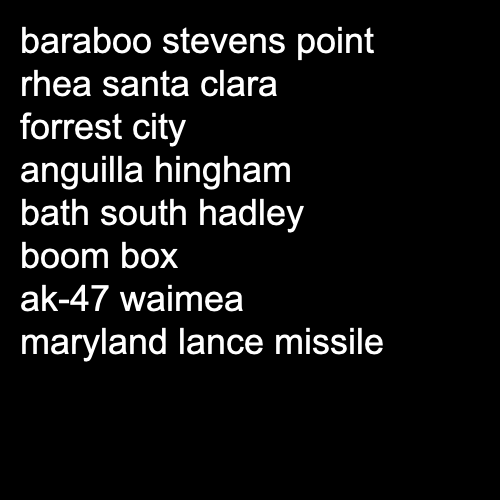 baraboo stevens point
rhea santa clara
forrest city
anguilla hingham
bath south hadley
boom box
ak-47 waimea
maryland lance missile